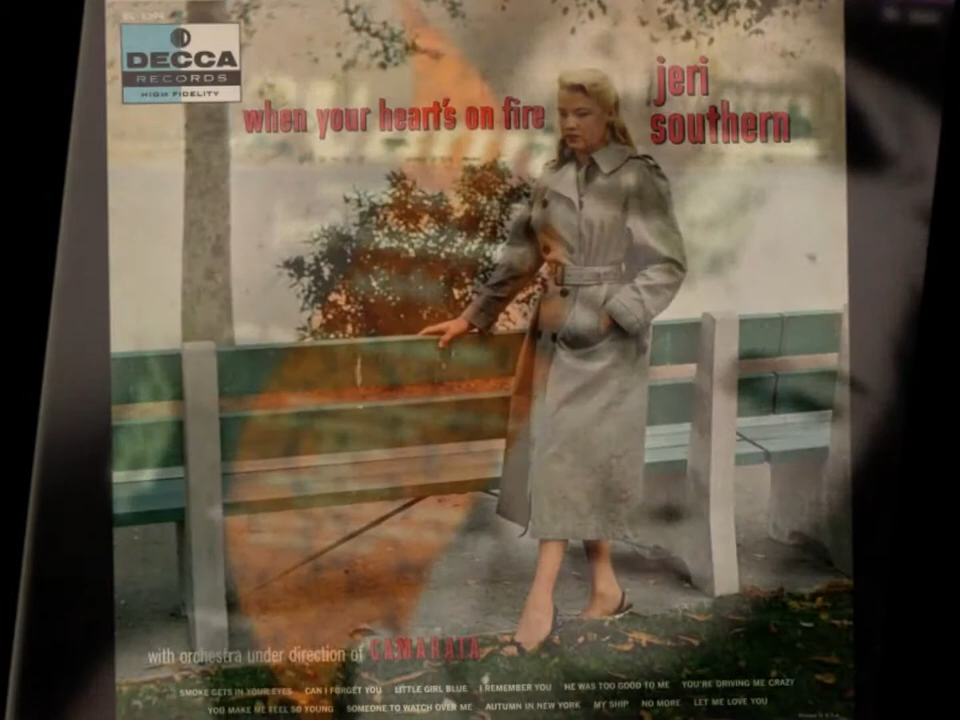 DECCA
RECORDS
HIGH FIDELITY
when your heart's on fire
jeri
southern
with orchestra under direction of CAMARATA
SMOKE GETS IN YOUR EYES CAN I FORGET YOU LITTLE GIRL BLUE I REMEMBER YOU HE WAS TOO GOOD TO ME YOU'RE DRIVING ME CRAZY
YOU MAKE ME FEEL SO YOUNG SOMEONE TO WATCH OVER ME AUTUMN IN NEW YORK MY SHIP NO MORE LET ME LOVE YOU